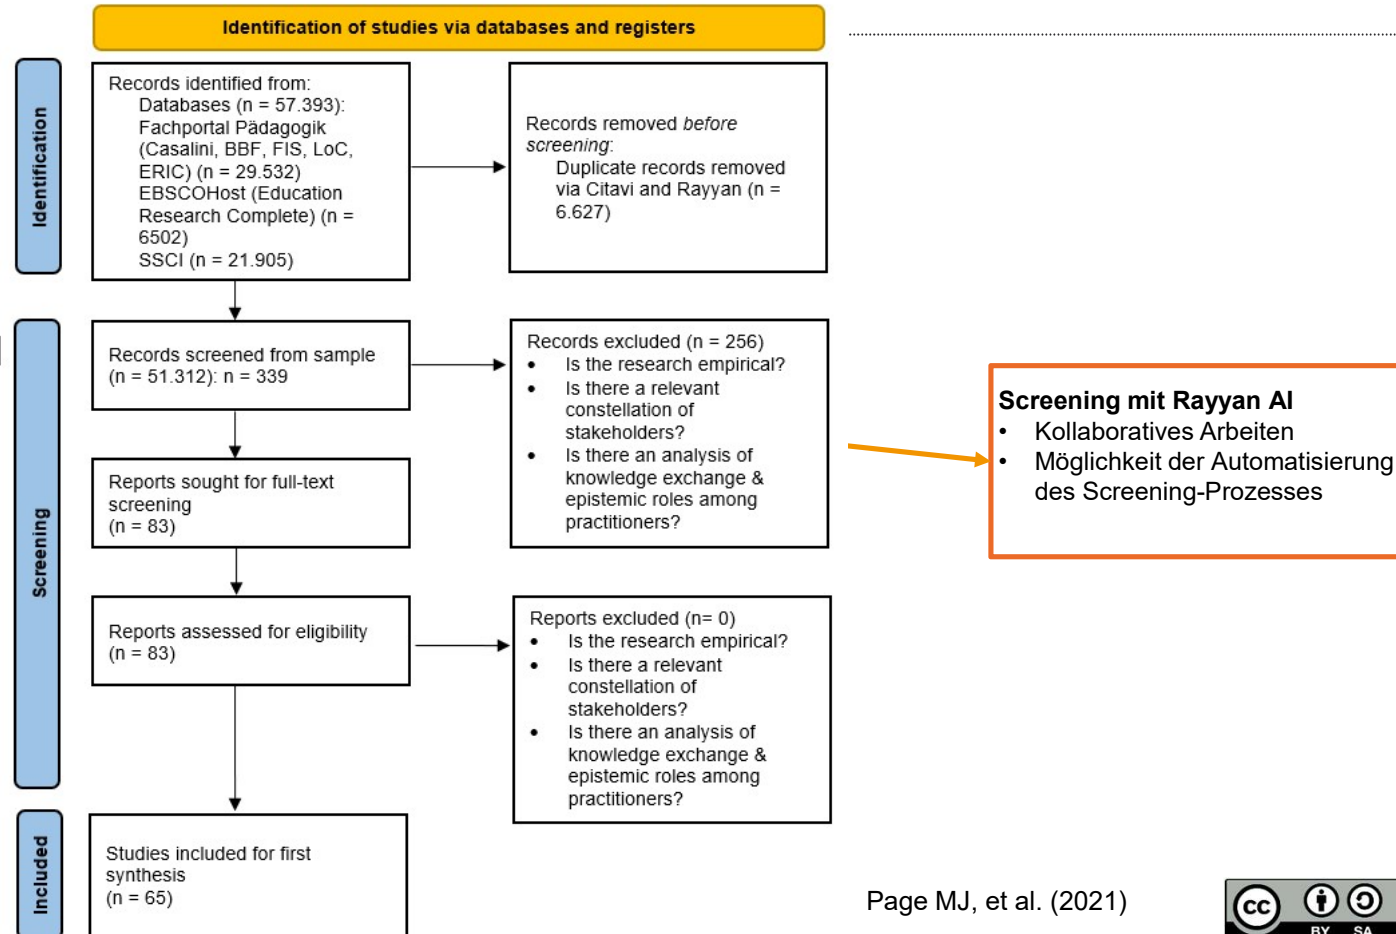 Identification of studies via databases and registers
Identification
Records identified from:
Databases (n = 57.393):
Fachportal Pädagogik
(Casalini, BBF, FIS, LoC,
ERIC) (n = 29.532)
EBSCOHost (Education
Research Complete) (n =
6502)
SSCI (n = 21.905)
Records removed before
screening:
Duplicate records removed
via Citavi and Rayyan (n =
6.627)
Screening
Records screened from sample
(n = 51.312): n = 339
Records excluded (n = 256)
• Is the research empirical?
• Is there a relevant
constellation of
stakeholders?
• Is there an analysis of
knowledge exchange &
epistemic roles among
practitioners?
Screening mit Rayyan AI
• Kollaboratives Arbeiten
• Möglichkeit der Automatisierung
des Screening-Prozesses
Reports sought for full-text
screening
(n = 83)
Reports assessed for eligibility
(n = 83)
Reports excluded (n= 0)
• Is the research empirical?
• Is there a relevant
constellation of
stakeholders?
• Is there an analysis of
knowledge exchange &
epistemic roles among
practitioners?
Included
Studies included for first
synthesis
(n = 65)
Page MJ, et al. (2021)
cc
BY SA